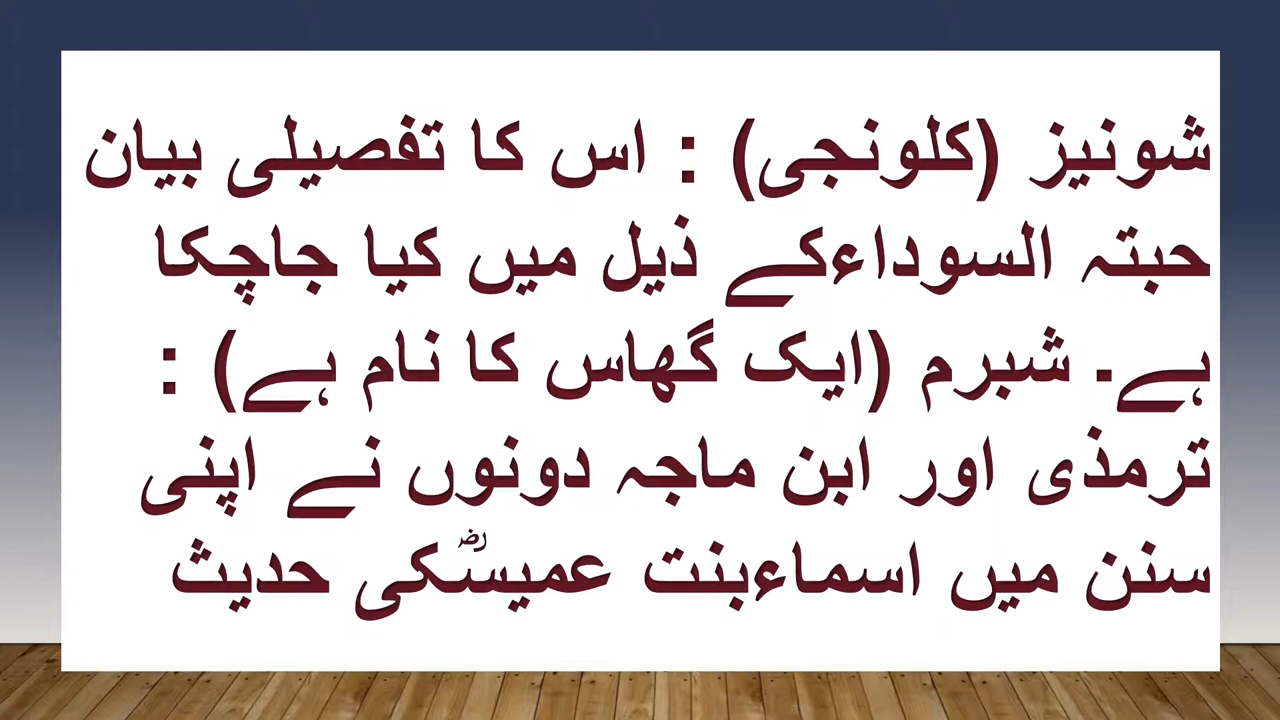 شونیز (کلونجی) : اس کا تفصیلی بیان
حبتہ السوداءکے ذیل میں کیا جاچکا
ہے۔ شبرم (ایک گھاس کا نام ہے) :
ترمذی اور ابن ماجہ دونوں نے اپنی
سنن میں اسماءبنت عمیسؓکی حدیث